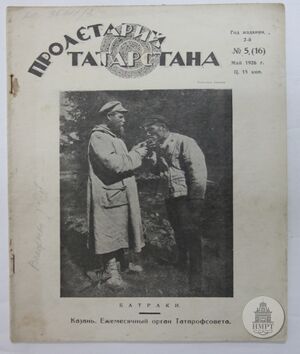 ПРОЛЕТАРИЙ
ТАТАРСТАНА
Год издания
2-й
№ 5 (16)
Май 1926 г.
Ц. 15 коп.
БАТРАКИ.
Казань. Ежемесячный орган Татпрофсовета.
НМРТ